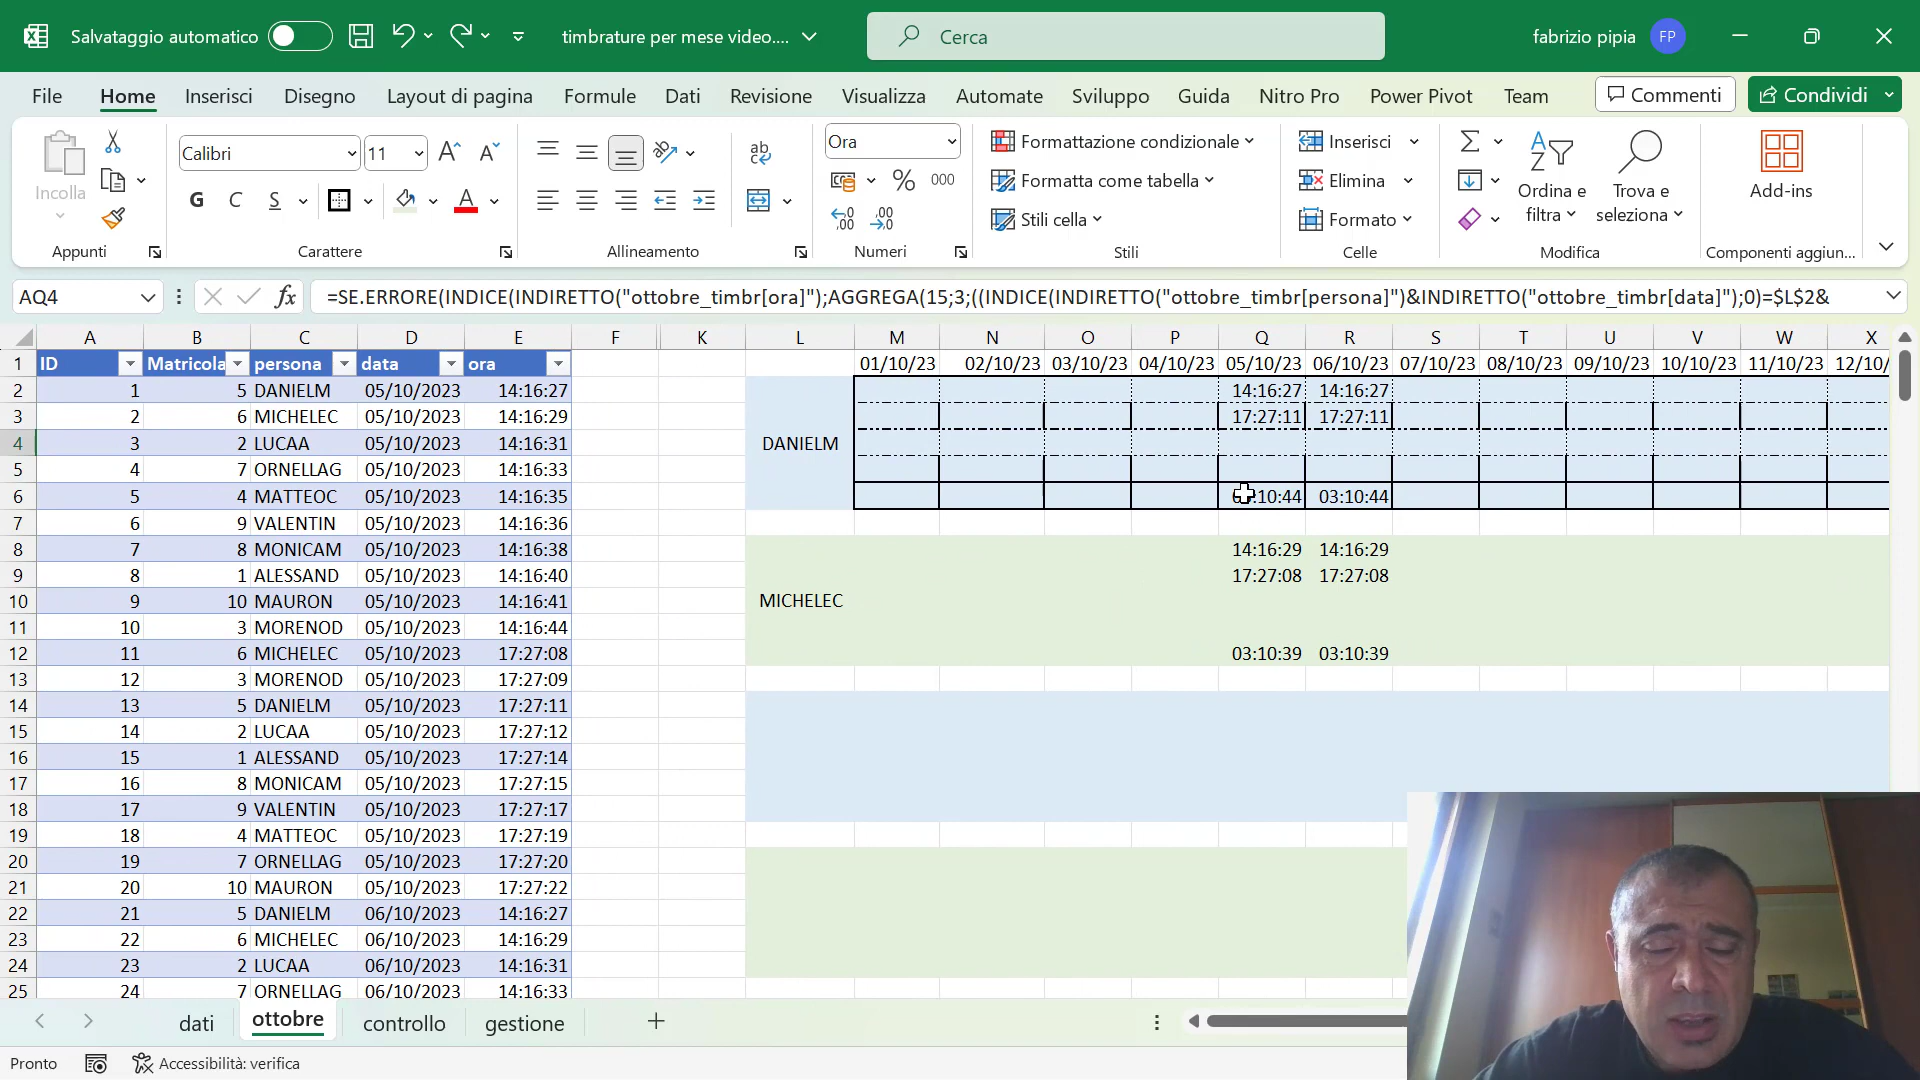 Salvataggio automatico
timbrature per mese video....
Cerca
fabrizio pipia FP
File Home Inserisci Disegno Layout di pagina Formule Dati Revisione Visualizza Automate Sviluppo Guida Nitro Pro Power Pivot Team Commenti Condividi
Incolla
Appunti
Calibri 11
G C S
Carattere
ab
c
Allineamento
Ora
% 000
Numeri
Formattazione condizionale
Formatta come tabella
Stili cella
Stili
Inserisci
Elimina
Formato
Celle
Ordina e
filtra
Trova e
seleziona
Modifica
Add-ins
Componenti aggiun...
AQ4 fx =SE.ERRORE(INDICE(INDIRETTO("ottobre_timbr[ora]");AGGREGA(15;3;((INDICE(INDIRETTO("ottobre_timbr[persona]")&INDIRETTO("ottobre_timbr[data]");0)=$L$2&
A B C D E F K L M N O P Q R S T U V W X
1 ID Matricola persona data ora 01/10/23 02/10/23 03/10/23 04/10/23 05/10/23 06/10/23 07/10/23 08/10/23 09/10/23 10/10/23 11/10/23 12/10/
2 1 5 DANIELM 05/10/2023 14:16:27 14:16:27 14:16:27
3 2 6 MICHELEC 05/10/2023 14:16:29 17:27:11 17:27:11
4 3 2 LUCAA 05/10/2023 14:16:31 DANIELM
5 4 7 ORNELLAG 05/10/2023 14:16:33
6 5 4 MATTEOC 05/10/2023 14:16:35 :10:44 03:10:44
7 6 9 VALENTIN 05/10/2023 14:16:36
8 7 8 MONICAM 05/10/2023 14:16:38 14:16:29 14:16:29
9 8 1 ALESSAND 05/10/2023 14:16:40 17:27:08 17:27:08
10 9 10 MAURON 05/10/2023 14:16:41 MICHELEC
11 10 3 MORENOD 05/10/2023 14:16:44
12 11 6 MICHELEC 05/10/2023 17:27:08 03:10:39 03:10:39
13 12 3 MORENOD 05/10/2023 17:27:09
14 13 5 DANIELM 05/10/2023 17:27:11
15 14 2 LUCAA 05/10/2023 17:27:12
16 15 1 ALESSAND 05/10/2023 17:27:14
17 16 8 MONICAM 05/10/2023 17:27:15
18 17 9 VALENTIN 05/10/2023 17:27:17
19 18 4 MATTEOC 05/10/2023 17:27:19
20 19 7 ORNELLAG 05/10/2023 17:27:20
21 20 10 MAURON 05/10/2023 17:27:22
22 21 5 DANIELM 06/10/2023 14:16:27
23 22 6 MICHELEC 06/10/2023 14:16:29
24 23 2 LUCAA 06/10/2023 14:16:31
25 24 7 ORNELLAG 06/10/2023 14:16:33
dati ottobre controllo gestione
Pronto Accessibilità: verifica